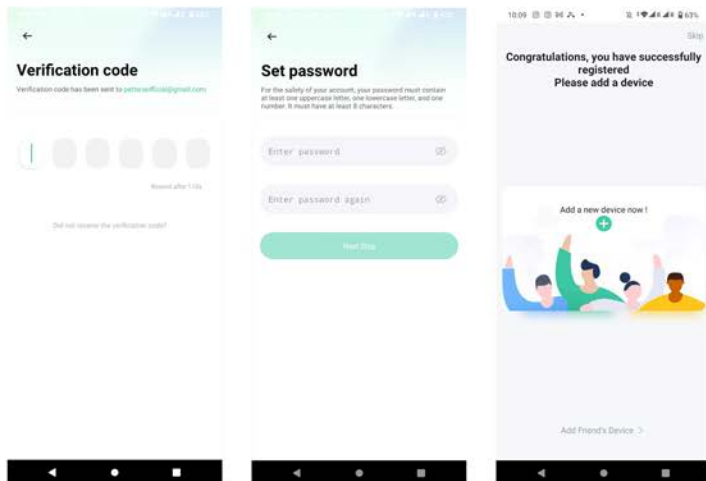 Verification code
Verification code has been sent to
Did not receive the verification code?
Set password
For the safety of your account, your password must contain
at least one uppercase letter, one lowercase letter, and one
number. It must have at least 8 characters.
Enter password
Enter password again
Next Step
10:09
63%
Skip
Congratulations, you have successfully
registered
Please add a device
Add a new device now !
Add Friend's Device >